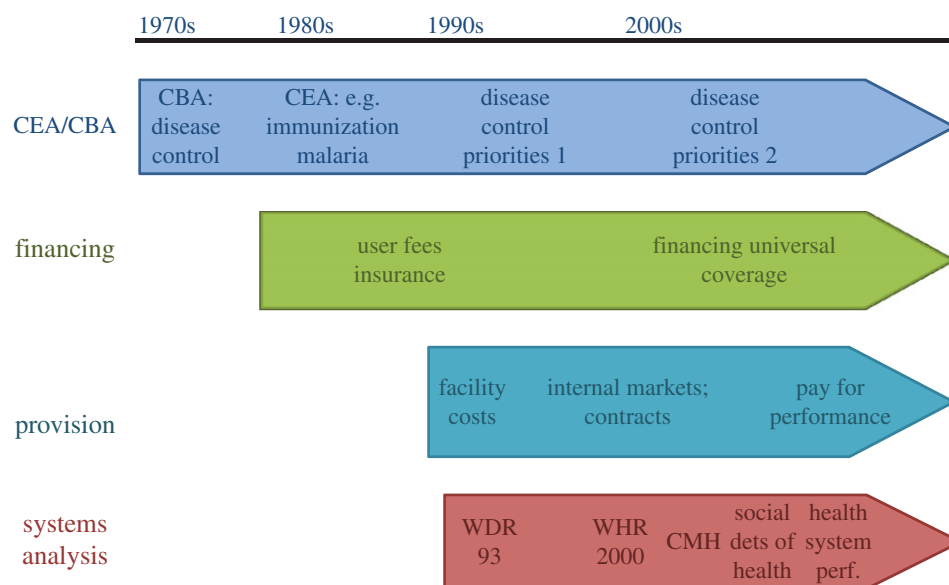 1970s 1980s 1990s 2000s
CEA/CBA
CBA:
disease
control
CEA: e.g.
immunization
malaria
disease
control
priorities 1
disease
control
priorities 2
financing
user fees
insurance
financing universal
coverage
provision
facility
costs
internal markets;
contracts
pay for
performance
systems
analysis
WDR
93
WHR
2000
CMH
social
dets of
health
health
system
perf.